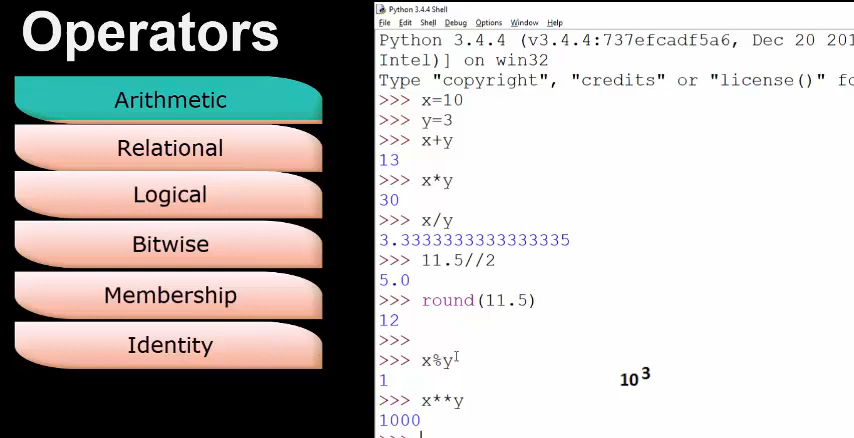 Operators
Arithmetic
Relational
Logical
Bitwise
Membership
Identity
Python 3.4.4 Shell
File Edit Shell Debug Options Window Help
Python 3.4.4 (v3.4.4:737efcadf5a6, Dec 20 201
Intel)] on win32
Type "copyright", "credits" or "license()" fo
>>> x=10
>>> y=3
>>> x+y
13
>>> x*y
30
>>> x/y
3.3333333333333335
>>> 11.5//2
5.0
>>> round(11.5)
12
>>>
>>> x%y
1
10³
>>> x**y
1000
>>>